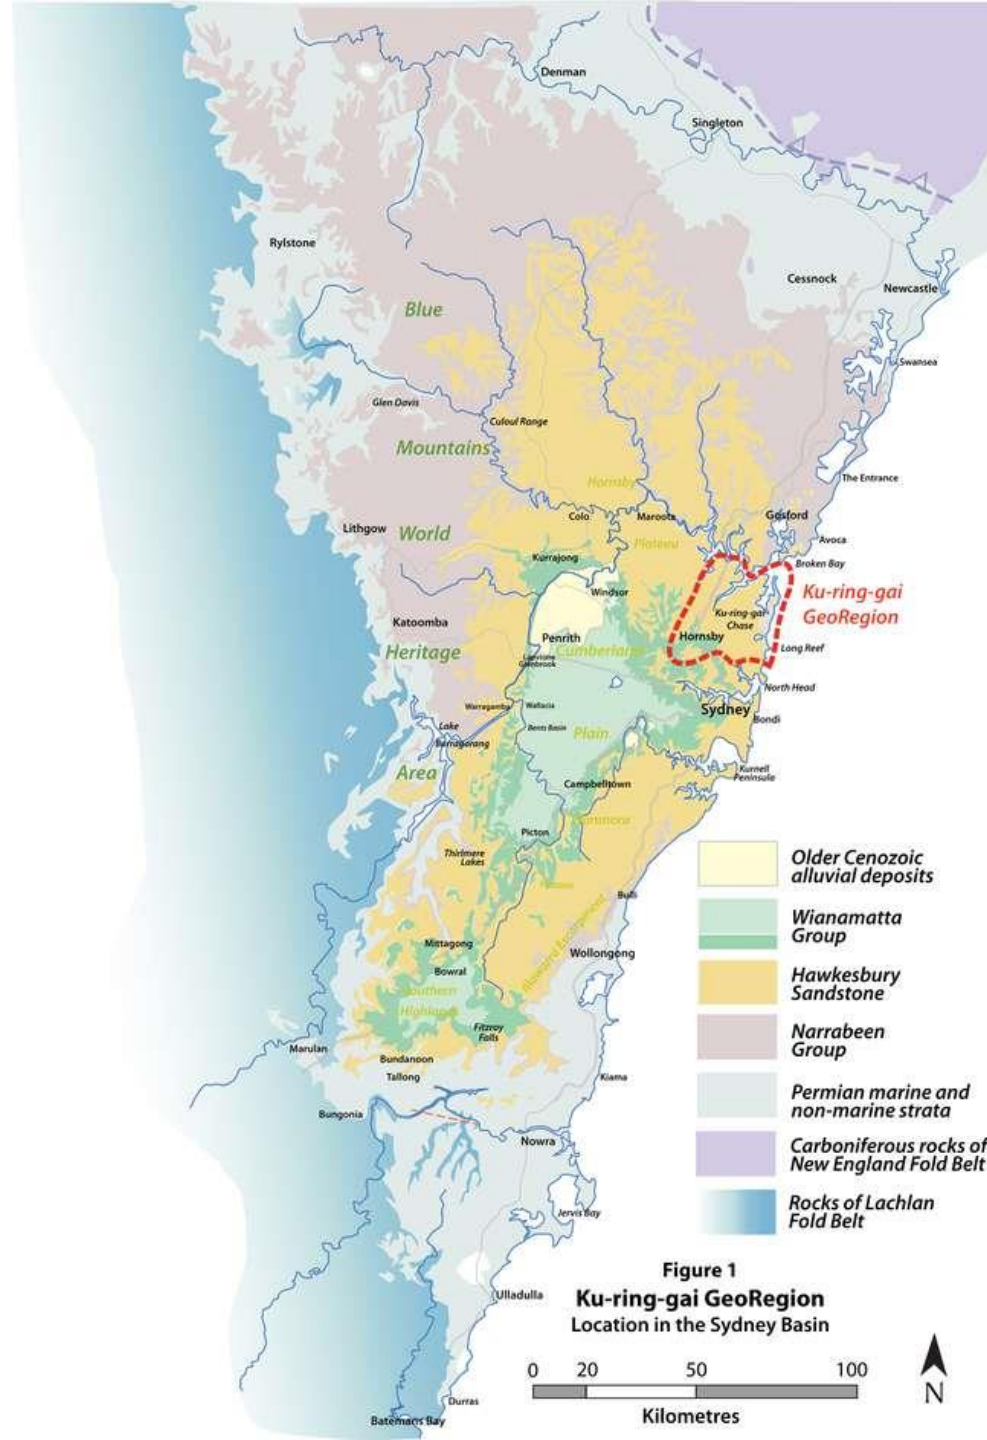 Denman
Singleton
Rylstone
Cessnock
Newcastle
Blue
Swansea
Glen Davis
Culoul Range
Mountains
The Entrance
Hornsby
Colo
Maroota
Gosford
Lithgow
World
Plateau
Avoca
Kurrajong
Broken Bay
Windsor
Ku-ring-gai
GeoRegion
Ku-ring-gai
Chase
Katoomba
Penrith
Hornsby
Heritage
Cumberland
Long Reef
Glenbrook
North Head
Warragamba
Wallacia
Sydney
Bondi
Lake
Burragorang
Bents Basin
Plain
Area
Kurnell
Peninsula
Campbelltown
Picton
Thirlmere
Lakes
Older Cenozoic
alluvial deposits
Bulli
Wianamatta
Group
Illawarra Escarpment
Mittagong
Wollongong
Bowral
Hawkesbury
Sandstone
Southern
Highlands
Fitzroy
Falls
Narrabeen
Group
Marulan
Bundanoon
Tallong
Kiama
Permian marine and
non-marine strata
Bungonia
Nowra
Carboniferous rocks of
New England Fold Belt
Jervis Bay
Rocks of Lachlan
Fold Belt
Figure 1
Ku-ring-gai GeoRegion
Location in the Sydney Basin
Ulladulla
0 20 50 100
Kilometres
N
Durras
Batemans Bay